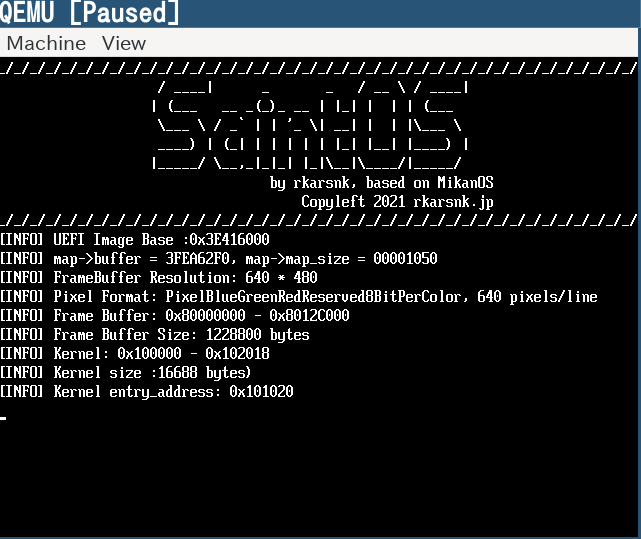 QEMU [Paused]
Machine View
SaintOS
by rkarsnk, based on MikanOS
Copyleft 2021 rkarsnk.jp
[INFO] UEFI Image Base :0x3E416000
[INFO] map->buffer = 3FEA62F0, map->map_size = 00001050
[INFO] FrameBuffer Resolution: 640 * 480
[INFO] Pixel Format: PixelBlueGreenRedReserved8BitPerColor, 640 pixels/line
[INFO] Frame Buffer: 0x80000000 - 0x8012C000
[INFO] Frame Buffer Size: 1228800 bytes
[INFO] Kernel: 0x100000 - 0x102018
[INFO] Kernel size :16688 bytes)
[INFO] Kernel entry_address: 0x101020